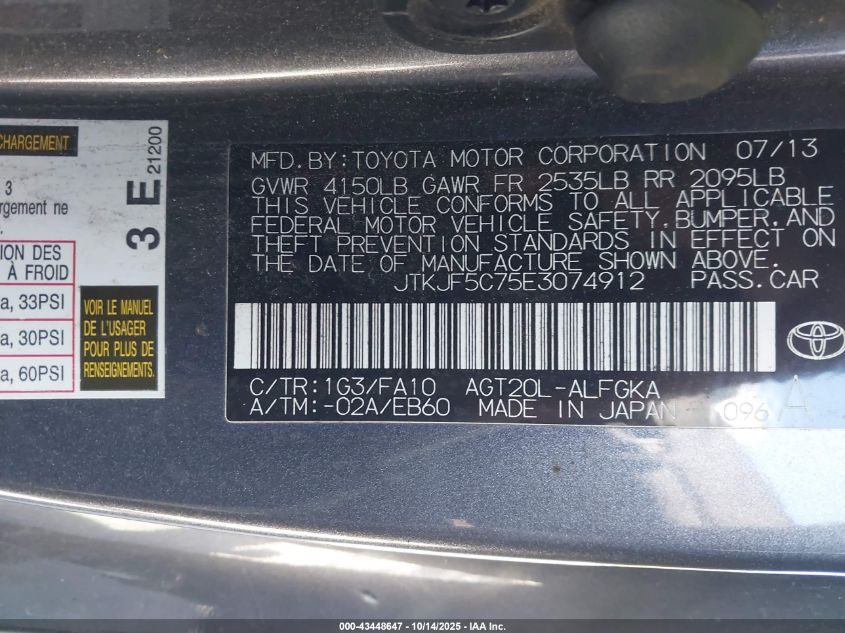 CHARGEMENT
3
rgement ne
3 E
21200
ION DES
À FROID
a, 33PSI
a, 30PSI
a, 60PSI
VOIR LE MANUEL
DE L'USAGER
POUR PLUS DE
RENSEIGNEMENTS.
MFD.BY:TOYOTA MOTOR CORPORATION 07/13
GVWR 4150LB GAWR FR 2535LB RR 2095LB
THIS VEHICLE CONFORMS TO ALL APPLICABLE
FEDERAL MOTOR VEHICLE SAFETY,BUMPER,AND
THEFT PREVENTION STANDARDS IN EFFECT ON
THE DATE OF MANUFACTURE SHOWN ABOVE.
JTKJF5C75E3074912 PASS.CAR
C/TR:1G3/FA10 AGT20L-ALFGKA
A/TM:-02A/EB60 MADE IN JAPAN 096 A
000-43448647 - 10/14/2025 - IAA Inc.